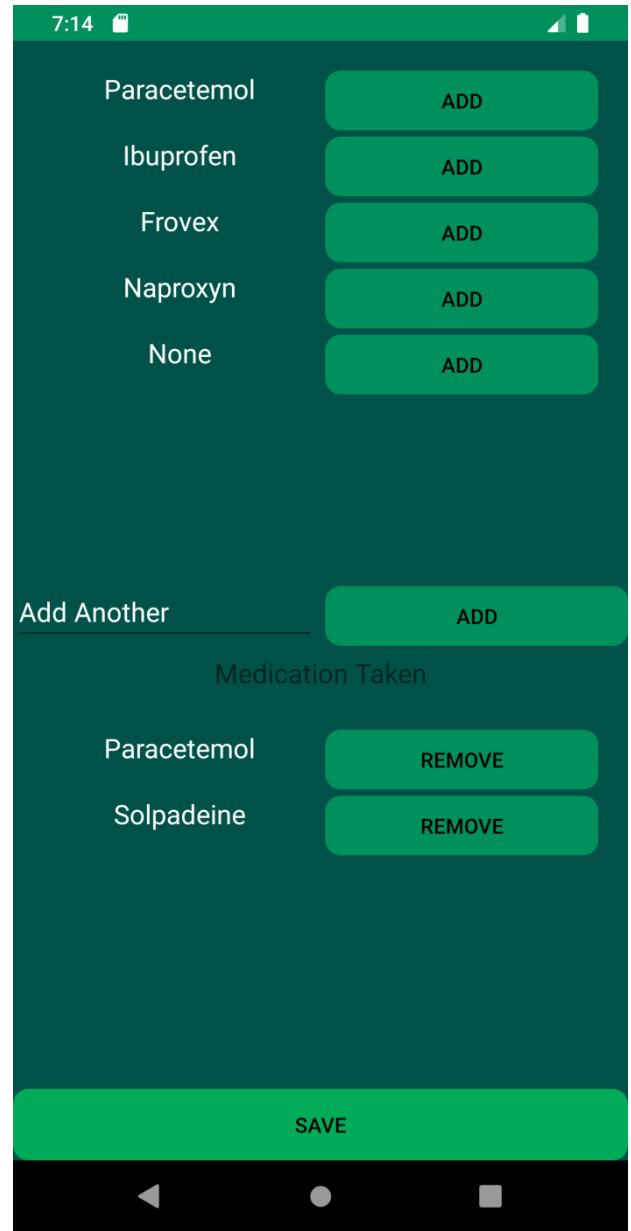 7:14
Paracetemol ADD
Ibuprofen ADD
Frovex ADD
Naproxyn ADD
None ADD
Add Another ADD
Medication Taken
Paracetemol REMOVE
Solpadeine REMOVE
SAVE